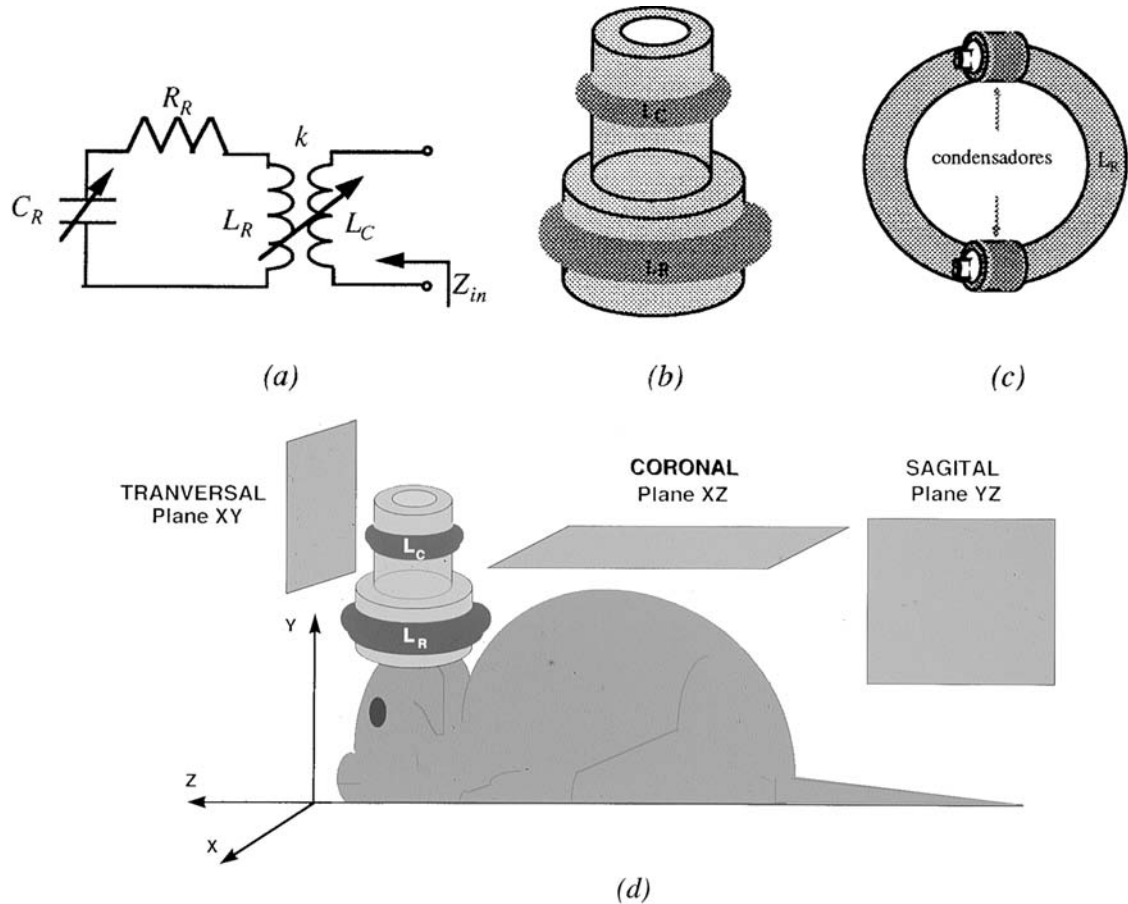 R_R
k
C_R
L_R
L_C
Z_in
(a)
L_C
L_R
(b)
condensadores
L_R
(c)
TRANVERSAL
Plane XY
CORONAL
Plane XZ
SAGITAL
Plane YZ
L_C
L_R
Y
Z
X
(d)